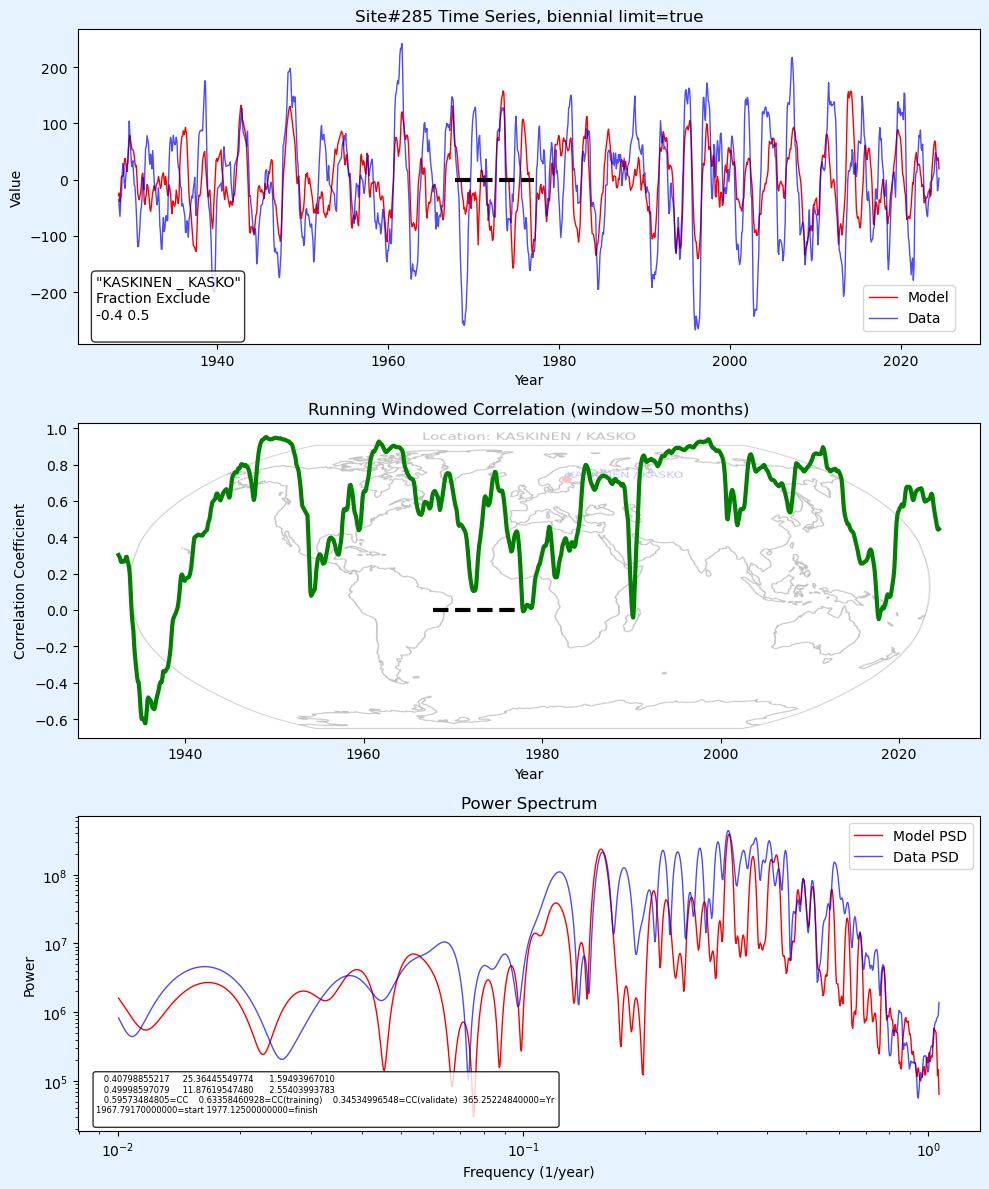 Site#285 Time Series, biennial limit=true
Value
200
100
0
−100
−200
"KASKINEN _ KASKO"
Fraction Exclude
-0.4 0.5
Model
Data
1940
1960
1980
2000
2020
Year
Running Windowed Correlation (window=50 months)
Correlation Coefficient
1.0
0.8
0.6
0.4
0.2
0.0
−0.2
−0.4
−0.6
Location: KASKINEN / KASKO
KASKINEN / KASKO
1940
1960
1980
2000
2020
Year
Power Spectrum
Power
10^8
10^7
10^6
10^5
Model PSD
Data PSD
0.40798855217 25.36445549774 1.59493967010
0.49998597079 11.87619547480 2.55403993783
0.59573484805=CC 0.63358460928=CC(training) 0.34534996548=CC(validate) 365.25224840000=Yr
1967.79170000000=start 1977.12500000000=finish
10^−2
10^−1
10^0
Frequency (1/year)